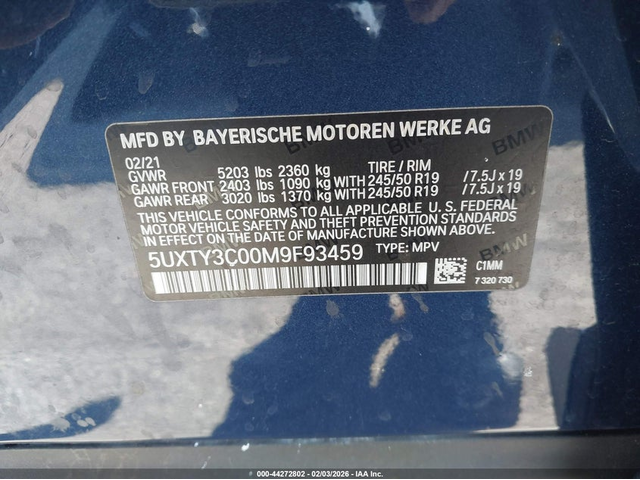 MFD BY BAYERISCHE MOTOREN WERKE AG
02/21
GVWR 5203 lbs 2360 kg TIRE / RIM
GAWR FRONT 2403 lbs 1090 kg WITH 245/50 R19 /7.5J x 19
GAWR REAR 3020 lbs 1370 kg WITH 245/50 R19 /7.5J x 19
THIS VEHICLE CONFORMS TO ALL APPLICABLE U. S. FEDERAL
MOTOR VEHICLE SAFETY AND THEFT PREVENTION STANDARDS
IN EFFECT ON THE DATE OF MANUFACTURE SHOWN ABOVE.
5UXTY3C00M9F93459 TYPE: MPV
C1MM
7 320 730
BMW
BMW
000-44272802 - 02/03/2026 - IAA Inc.